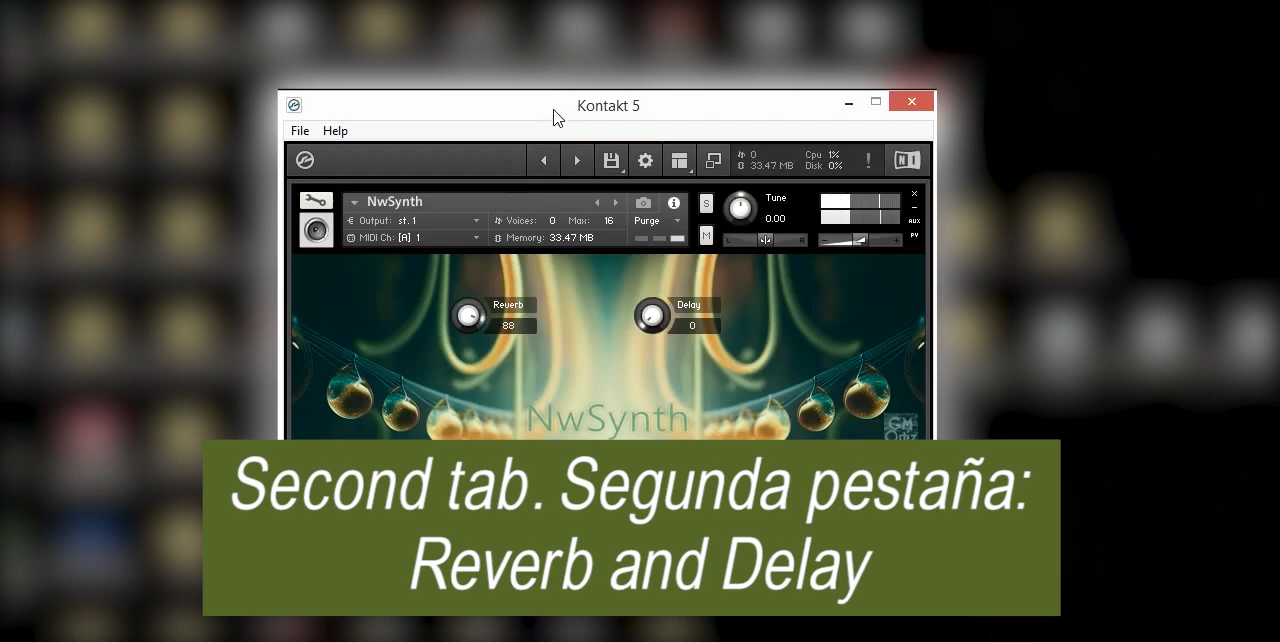 Kontakt 5
File Help
0 Cpu 1%
33.47 MB Disk 0% ! NI
NwSynth i S Tune
Output: st.1 Voices: 0 Max: 16 Purge 0.00 AUX
MIDI Ch: [A] 1 Memory: 33.47 MB M L R - + PV
Reverb Delay
88 0
NwSynth
GM
Ortiz
Second tab. Segunda pestaña:
Reverb and Delay